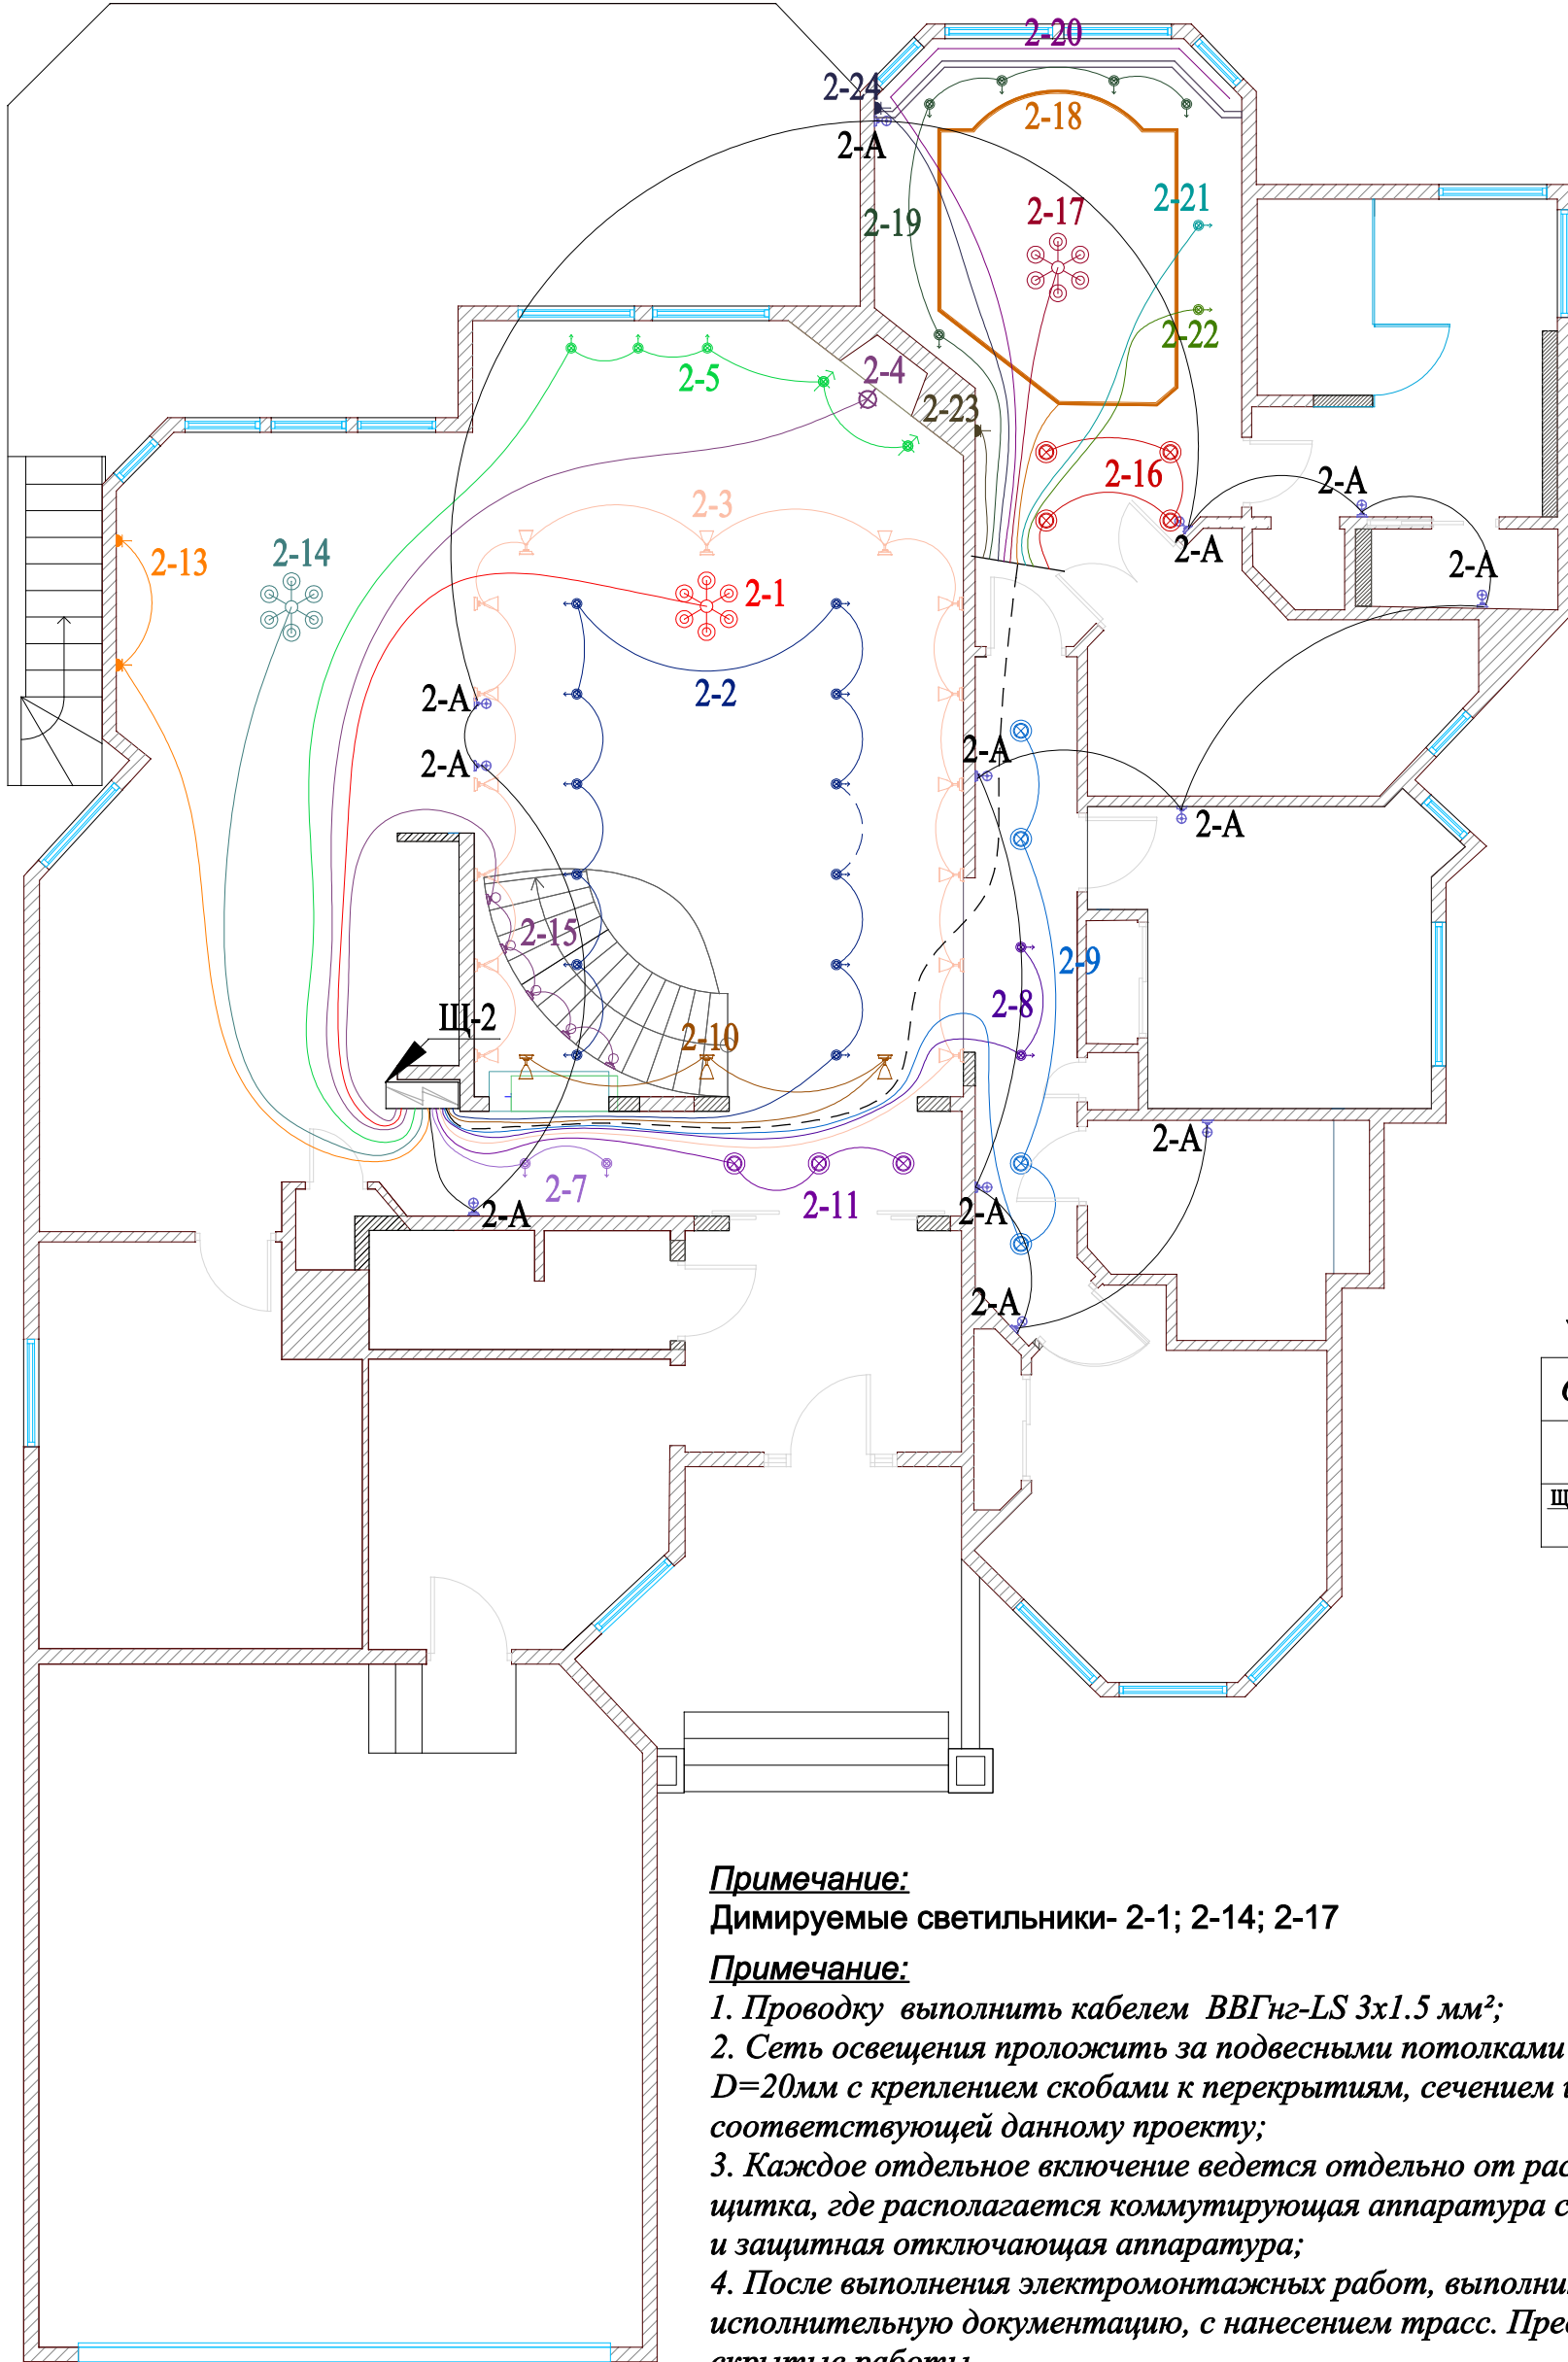 2-20
2-24
2-А
2-18
2-19
2-17
2-21
2-22
2-4
2-5
2-23
2-16
2-А
2-А
2-А
2-3
2-13
2-14
2-1
2-2
2-А
2-А
2-А
2-А
2-15
2-9
2-8
Щ-2
2-10
2-7
2-А
2-11
2-А
2-А
2-А
Примечание:
Димируемые светильники- 2-1; 2-14; 2-17
Примечание:
1. Проводку выполнить кабелем ВВГнг-LS 3х1.5 мм²;
2. Сеть освещения проложить за подвесными потолками
D=20мм с креплением скобами к перекрытиям, сечением
соответствующей данному проекту;
3. Каждое отдельное включение ведется отдельно от рас
щитка, где располагается коммутирующая аппаратура с
и защитная отключающая аппаратура;
4. После выполнения электромонтажных работ, выполни
исполнительную документацию, с нанесением трасс. Пред
скрытые работы